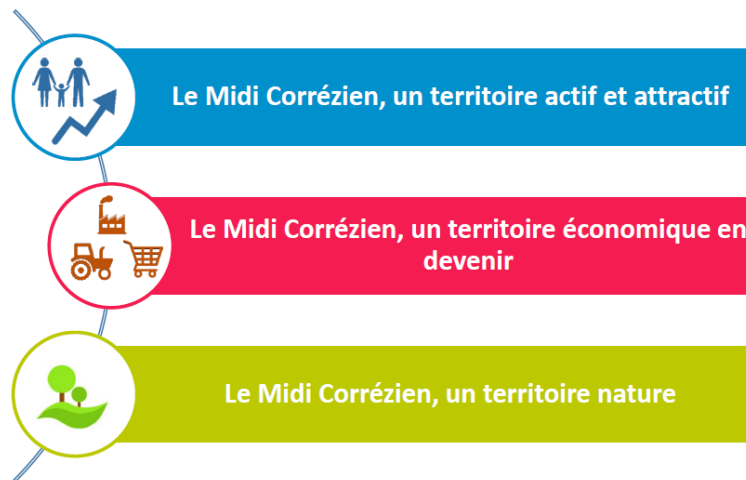 Le Midi Corrézien, un territoire actif et attractif
Le Midi Corrézien, un territoire économique en
devenir
Le Midi Corrézien, un territoire nature